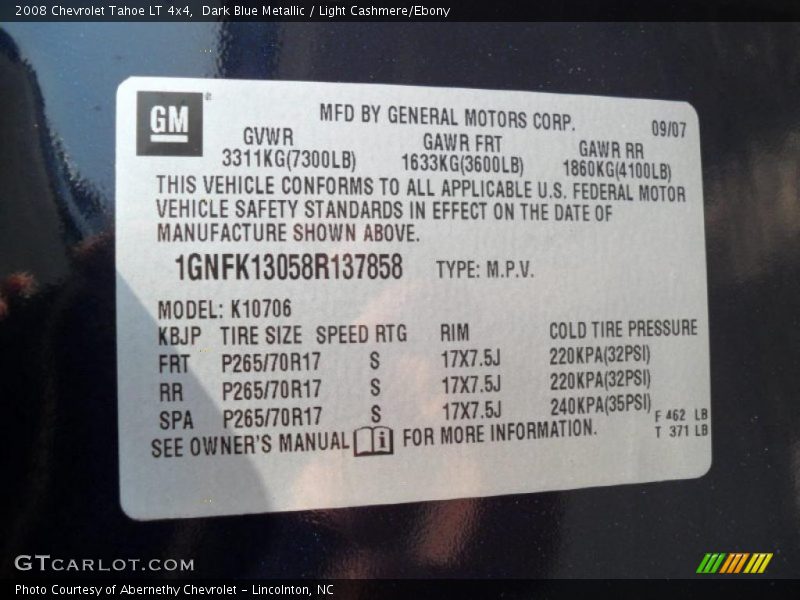 2008 Chevrolet Tahoe LT 4x4, Dark Blue Metallic / Light Cashmere/Ebony
GM®
MFD BY GENERAL MOTORS CORP. 09/07
GVWR GAWR FRT GAWR RR
3311KG(7300LB) 1633KG(3600LB) 1860KG(4100LB)
THIS VEHICLE CONFORMS TO ALL APPLICABLE U.S. FEDERAL MOTOR
VEHICLE SAFETY STANDARDS IN EFFECT ON THE DATE OF
MANUFACTURE SHOWN ABOVE.
1GNFK13058R137858 TYPE: M.P.V.
MODEL: K10706
KBJP TIRE SIZE SPEED RTG RIM COLD TIRE PRESSURE
FRT P265/70R17 S 17X7.5J 220KPA(32PSI)
RR P265/70R17 S 17X7.5J 220KPA(32PSI)
SPA P265/70R17 S 17X7.5J 240KPA(35PSI)
F 462 LB
T 371 LB
SEE OWNER'S MANUAL i FOR MORE INFORMATION.
GTCARLOT.COM
Photo Courtesy of Abernethy Chevrolet – Lincolnton, NC